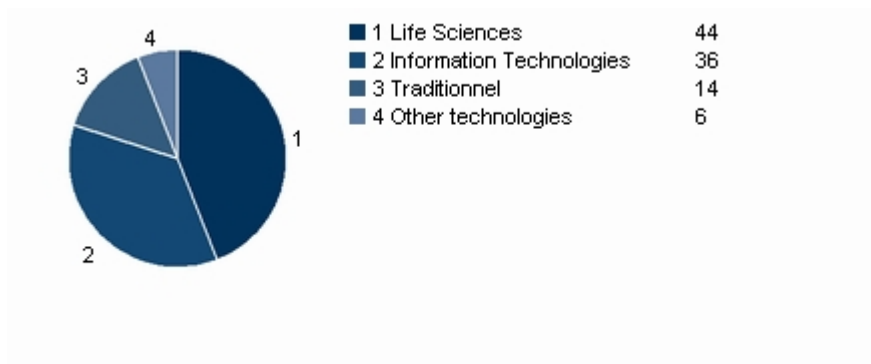 4
3
1
2
1 Life Sciences 44
2 Information Technologies 36
3 Traditionnel 14
4 Other technologies 6